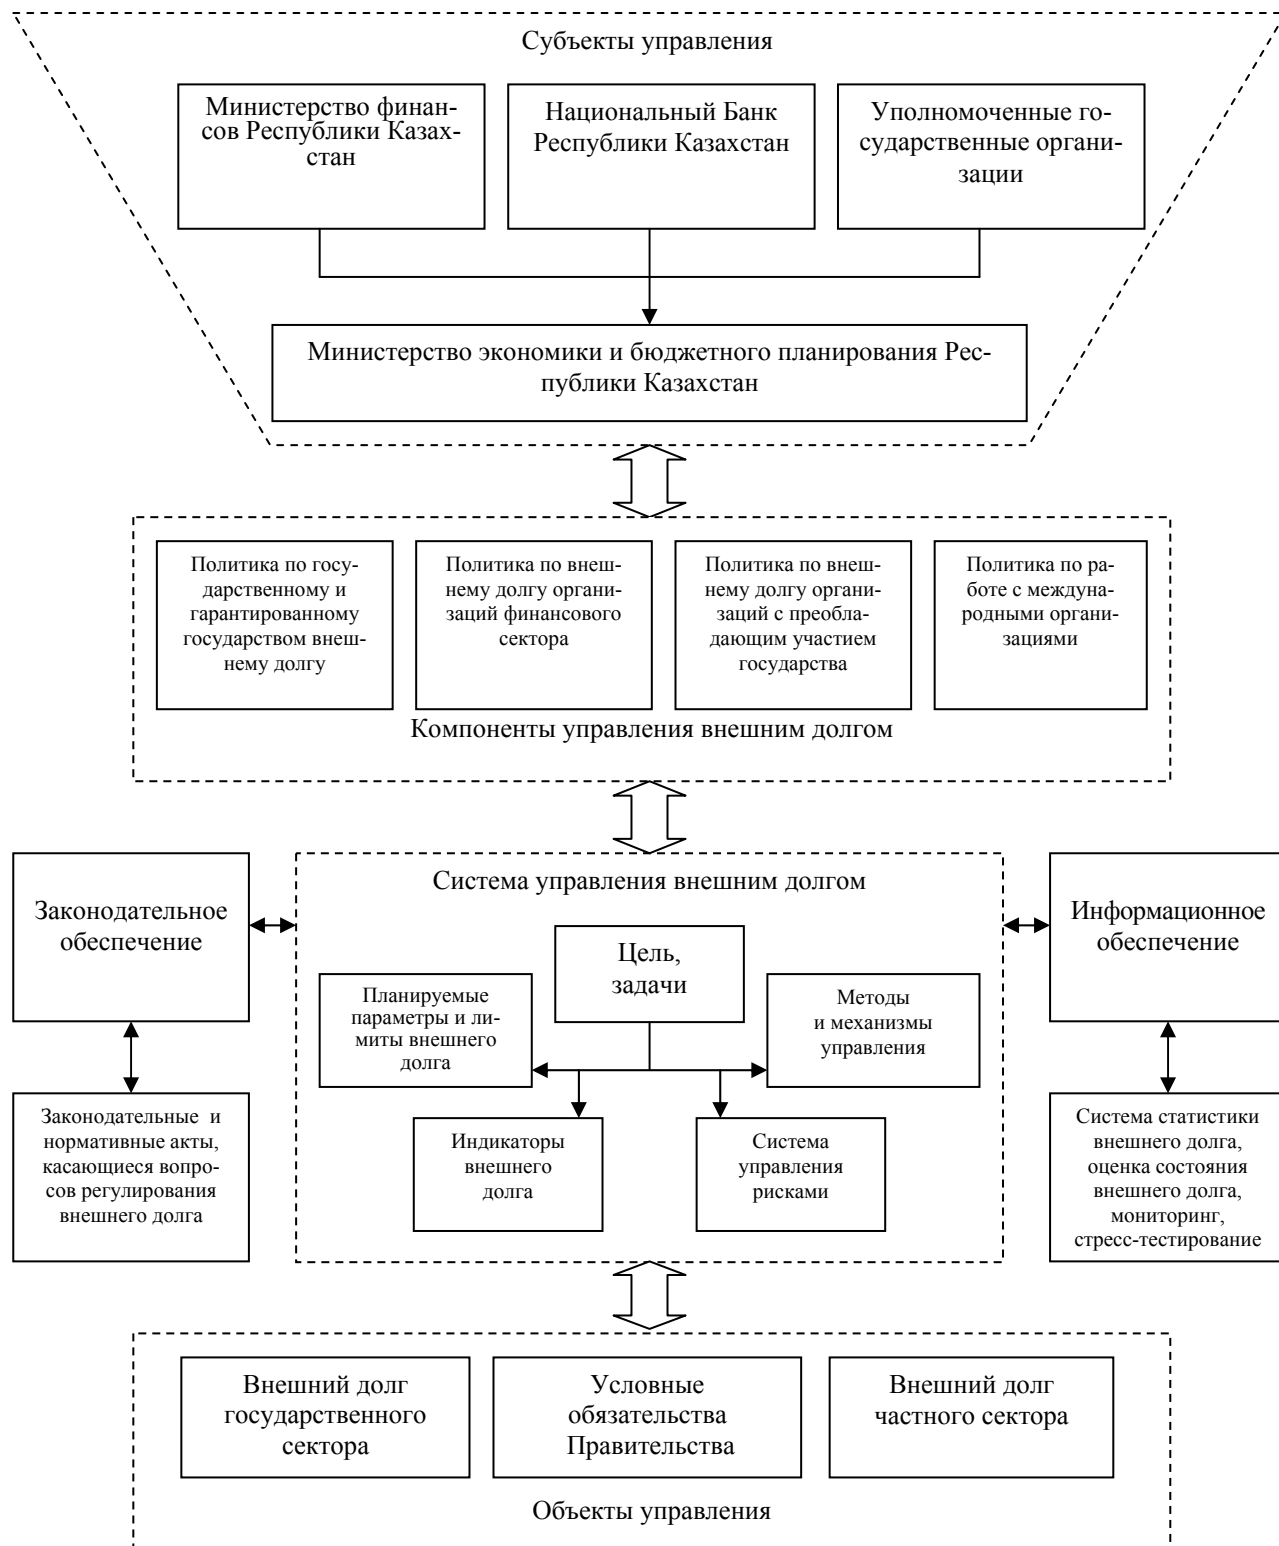 Субъекты управления
Министерство финан-
сов Республики Казах-
стан
Национальный Банк
Республики Казахстан
Уполномоченные го-
сударственные органи-
зации
Министерство экономики и бюджетного планирования Рес-
публики Казахстан
Политика по госу-
дарственному и
гарантированному
государством внеш-
нему долгу
Политика по внеш-
нему долгу органи-
заций финансового
сектора
Политика по внеш-
нему долгу органи-
заций с преобла-
дающим участием
государства
Политика по ра-
боте с междуна-
родными органи-
зациями
Компоненты управления внешним долгом
Законодательное
обеспечение
Система управления внешним долгом
Информационное
обеспечение
Цель,
задачи
Планируемые
параметры и ли-
миты внешнего
долга
Методы
и механизмы
управления
Законодательные  и
нормативные акты,
касающиеся вопро-
сов регулирования
внешнего долга
Индикаторы
внешнего
долга
Система
управления
рисками
Система статистики
внешнего долга,
оценка состояния
внешнего долга,
мониторинг,
стресс-тестирование
Внешний долг
государственного
сектора
Условные
обязательства
Правительства
Внешний долг
частного сектора
Объекты управления